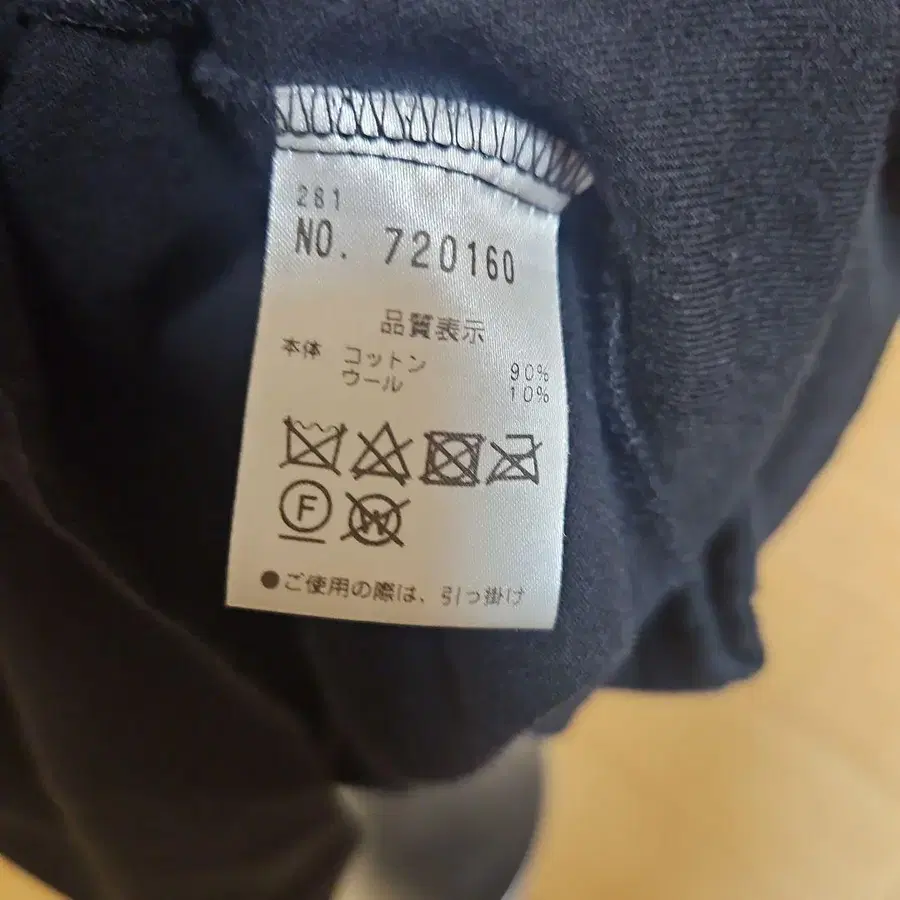 281
NO. 720160
品質表示
本体 コットン 90%
ウール 10%
F
W
●ご使用の際は、引っ掛け